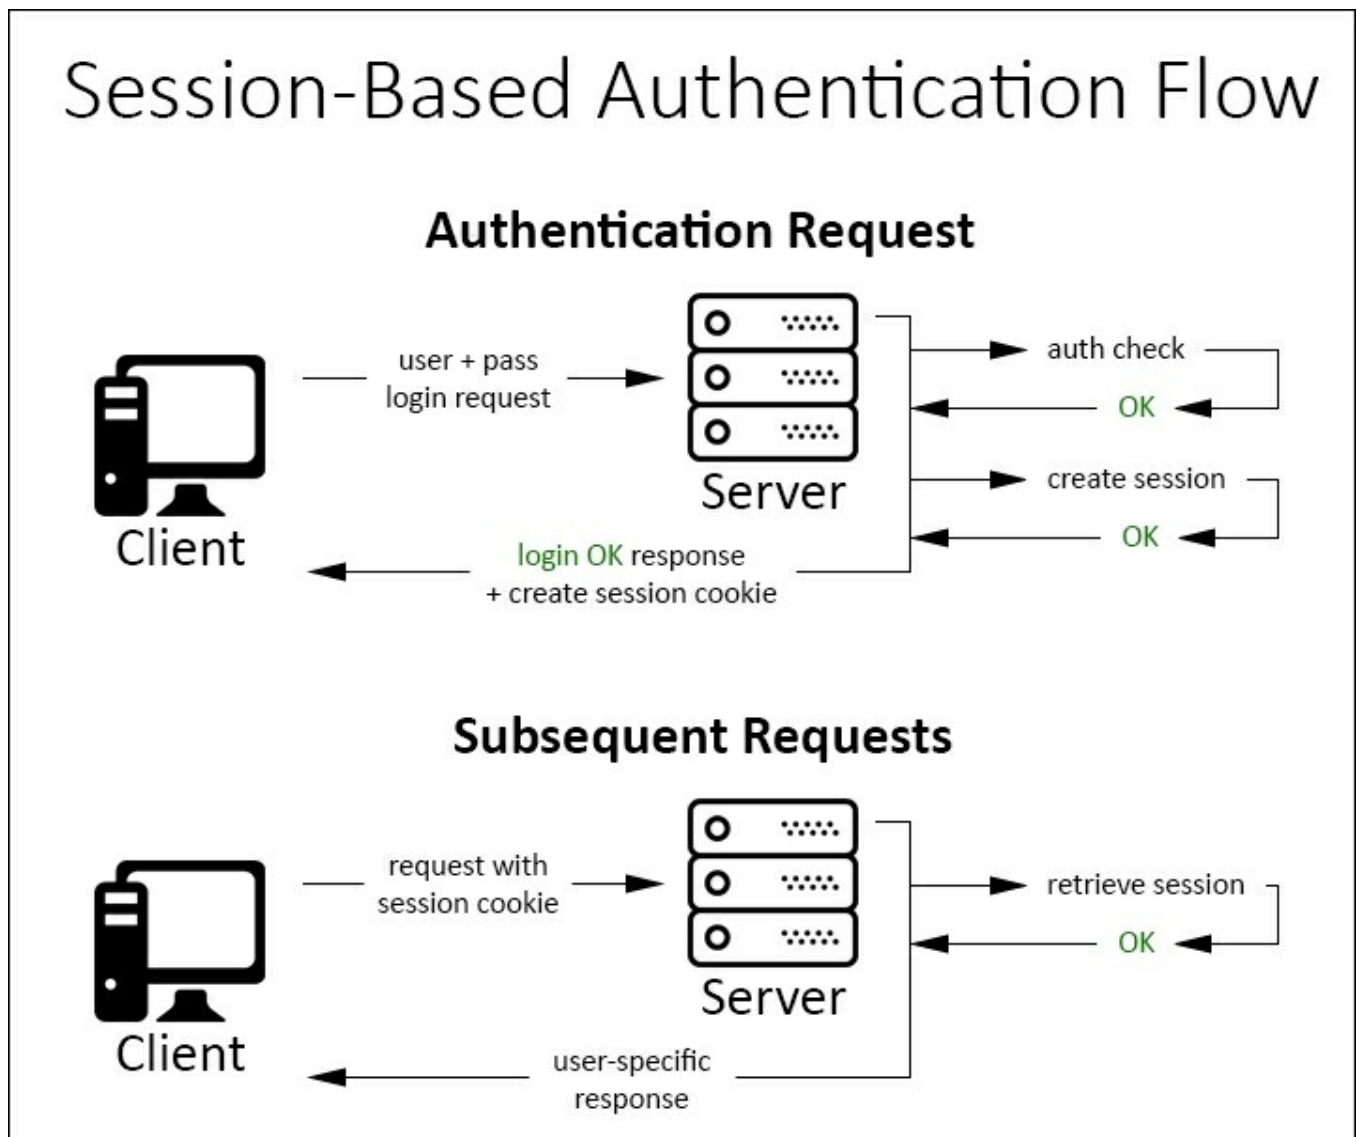 Session-Based Authentication Flow
Authentication Request
user + pass
login request
auth check
OK
create session
OK
Server
Client
login OK response
+ create session cookie
Subsequent Requests
request with
session cookie
retrieve session
OK
Server
Client
user-specific
response